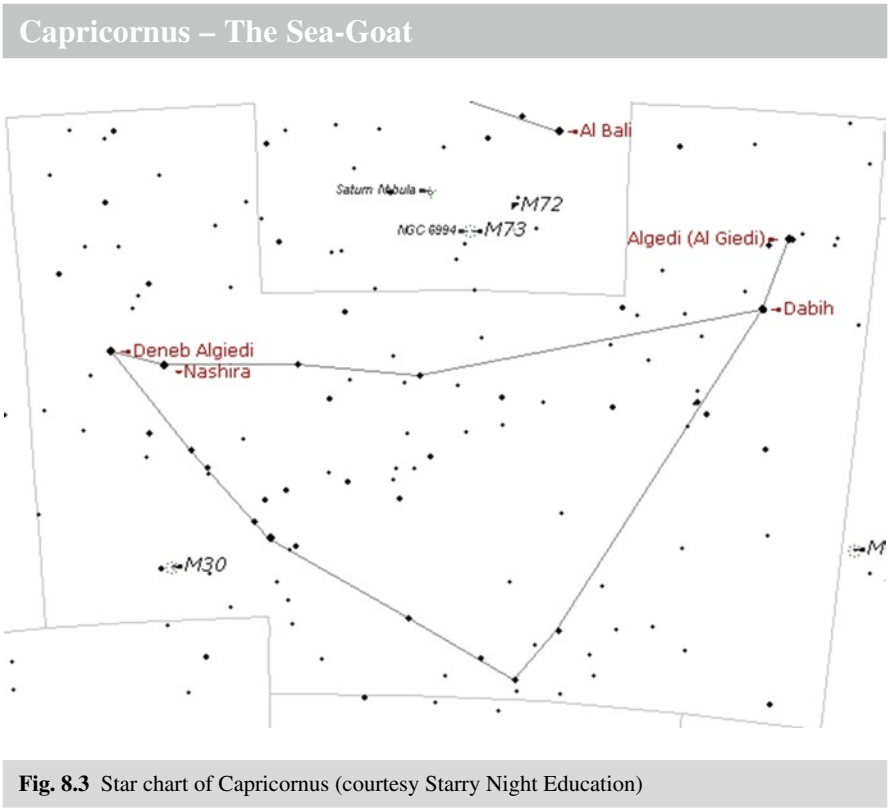 Capricornus – The Sea-Goat
Al Bali
Saturn Nebula
M72
NGC 6994 M73
Algedi (Al Giedi)
Dabih
Deneb Algiedi
Nashira
M30
M
Fig. 8.3 Star chart of Capricornus (courtesy Starry Night Education)